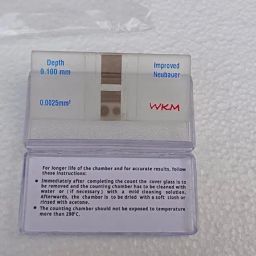 Depth
0.100 mm
Improved
Neubauer
0.0025mm²
WKM
For longer life of the chamber and for accurate results, follow
these instructions:
● Immediately after completing the count the cover glass is to
be removed and the counting chamber has to be cleaned with
water or ( if necessary ) with a mild cleaning solution.
Afterwards, the chamber is to be dried with a soft cloth or
rinsed with acetone.
● The counting chamber should not be exposed to temperature
more than 200°C.